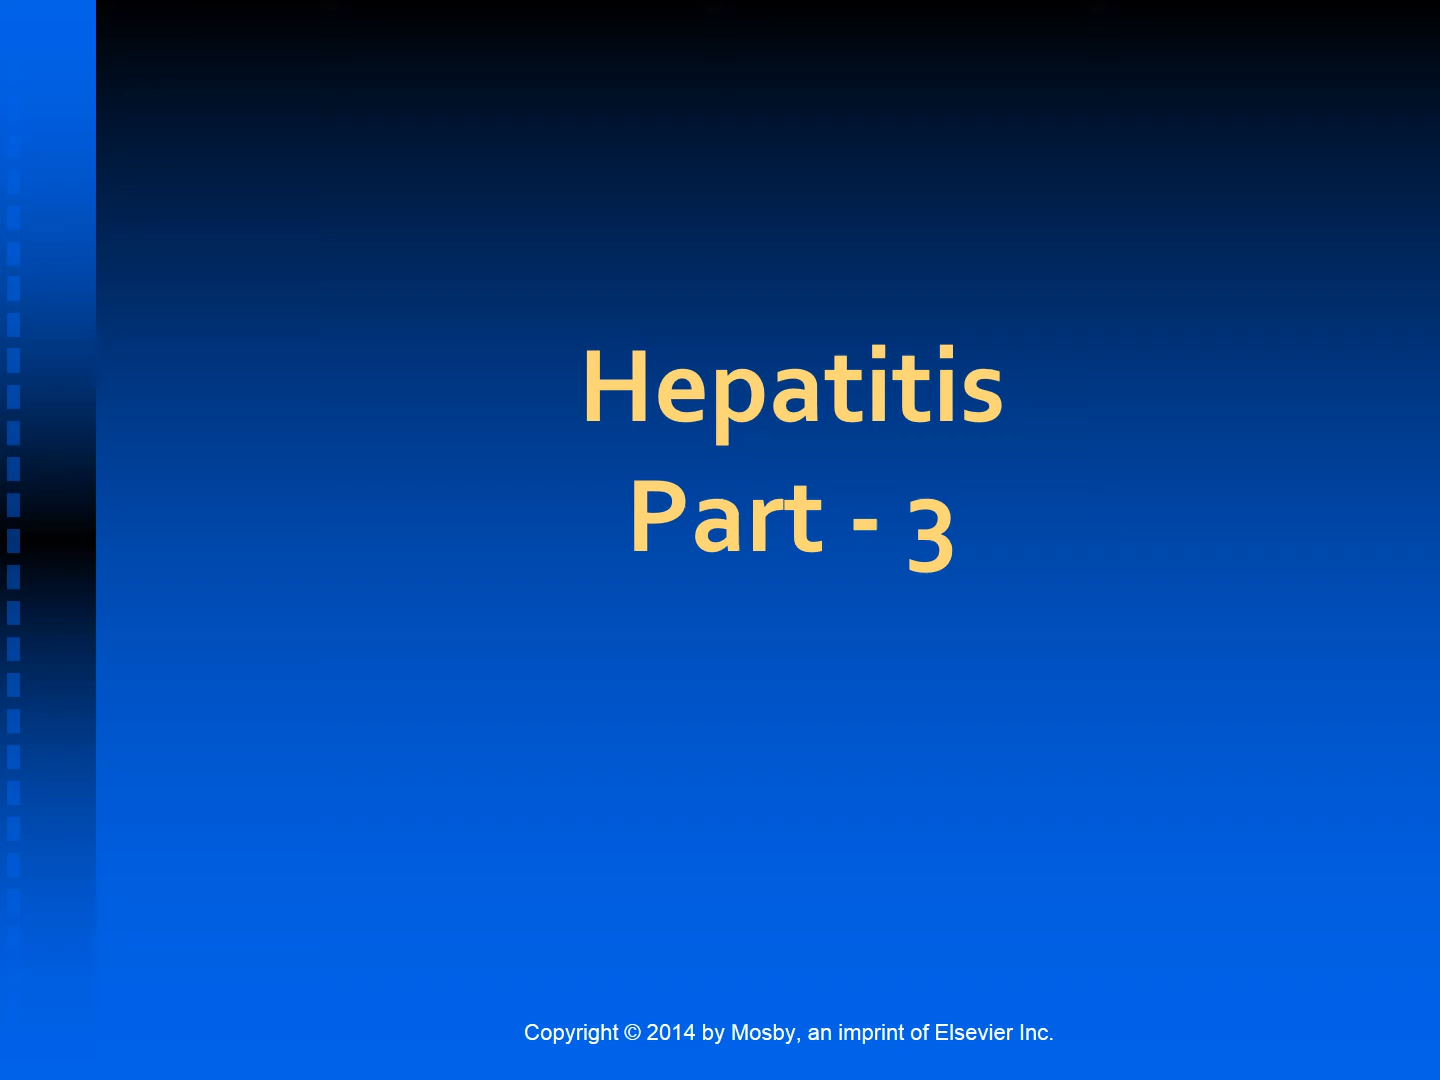 Hepatitis
Part - 3
Copyright © 2014 by Mosby, an imprint of Elsevier Inc.